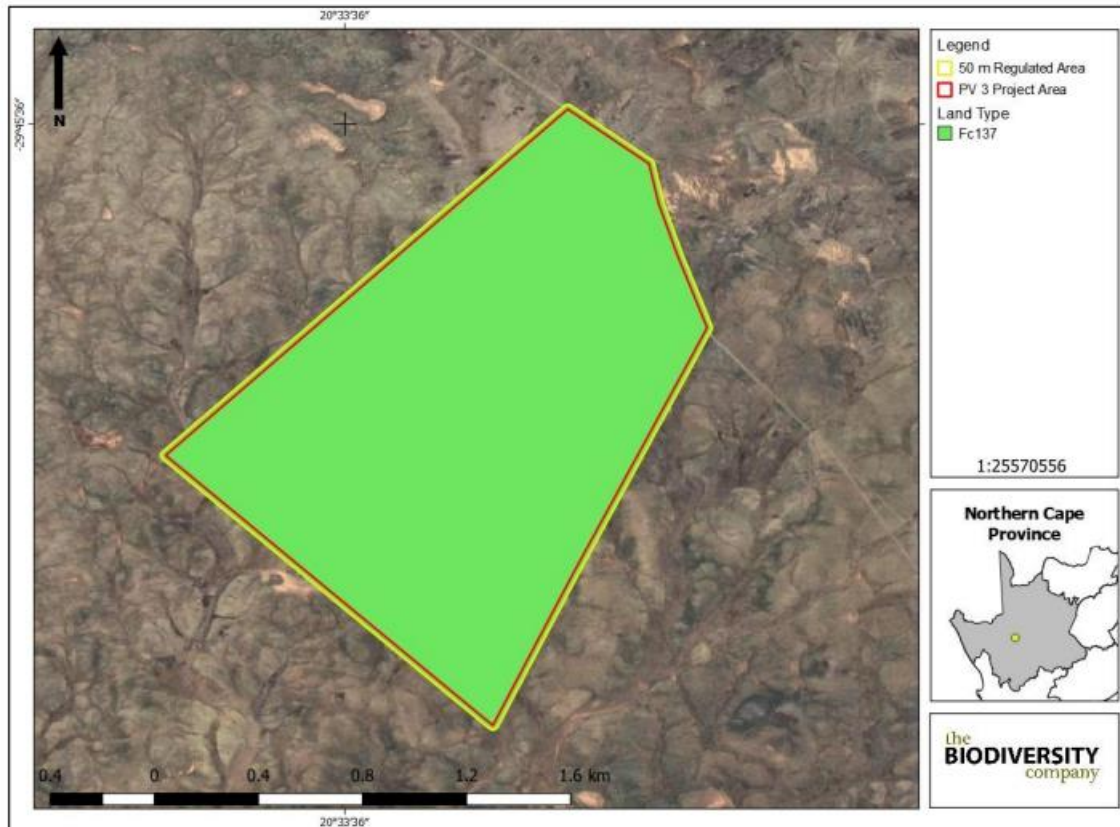 20°33'36"
-29°45'36"
N
Legend
50 m Regulated Area
PV 3 Project Area
Land Type
Fc137
1:25570556
Northern Cape
Province
the
BIODIVERSITY
company
0.4 0 0.4 0.8 1.2 1.6 km
20°33'36"